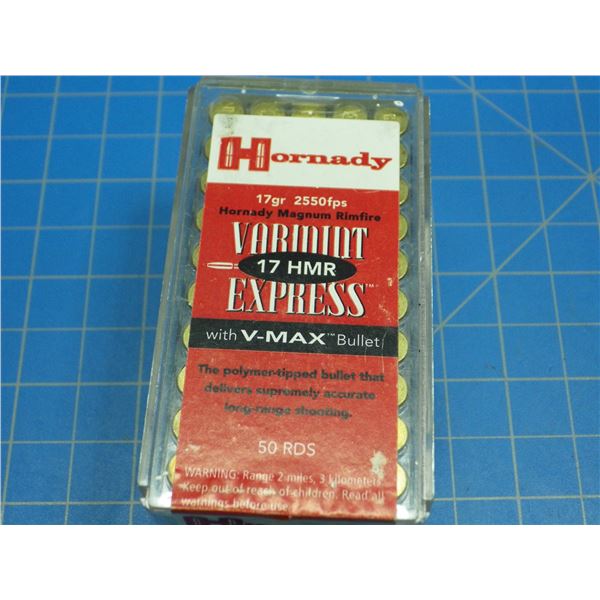 Hornady
17gr 2550fps
Hornady Magnum Rimfire
VARMINT
17 HMR
EXPRESS™
with V-MAX™ Bullet
The polymer-tipped bullet that
delivers supremely accurate
long-range shooting.
50 RDS
WARNING: Range 2 miles, 3 kilometers
Keep out of reach of children. Read all
warnings before use
Hornady